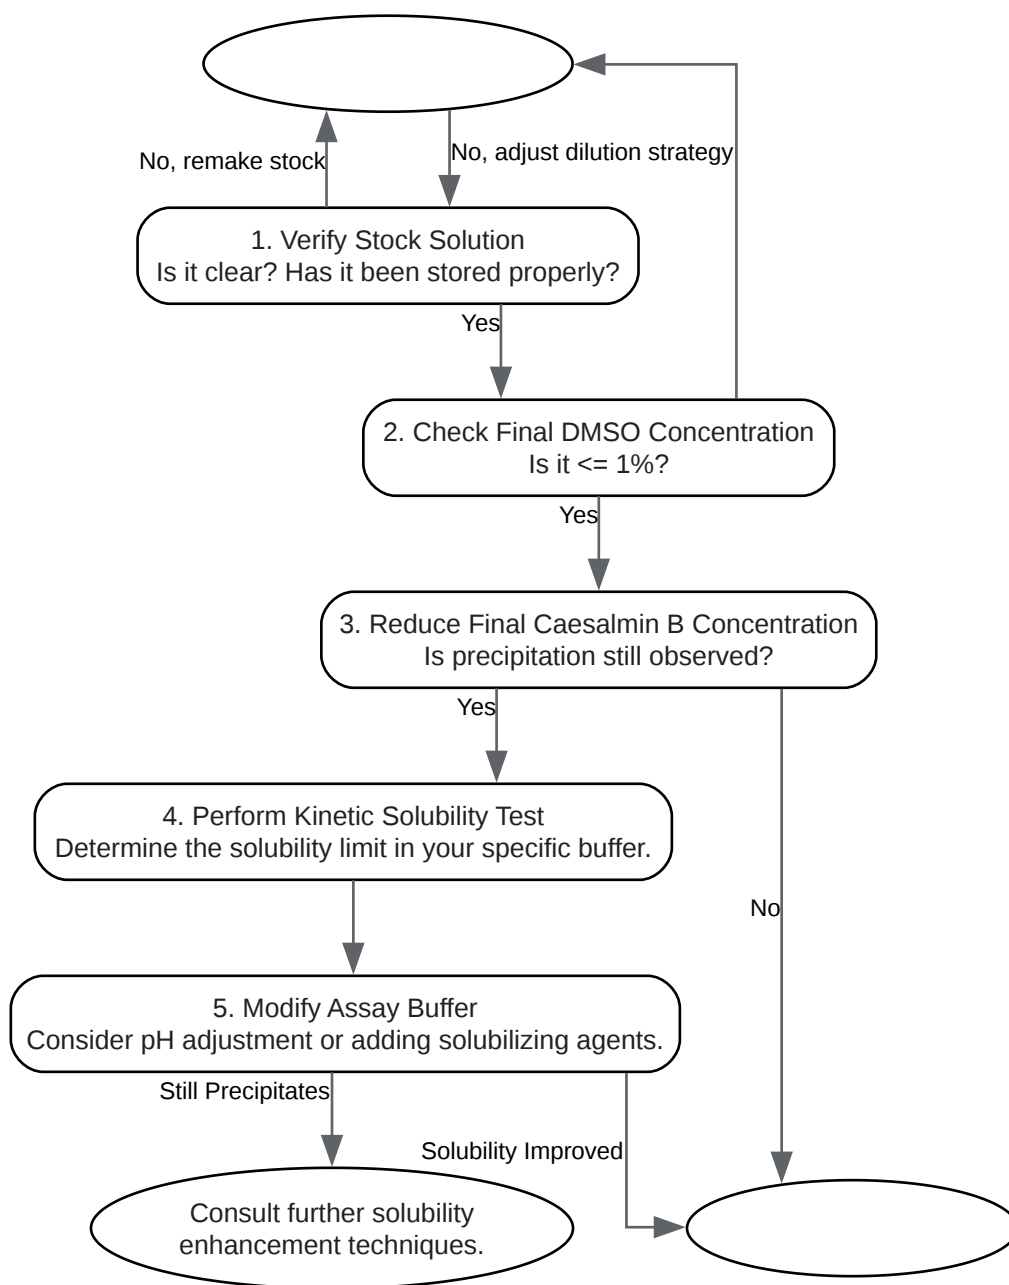 No, remake stock
No, adjust dilution strategy
1. Verify Stock Solution
Is it clear? Has it been stored properly?
Yes
2. Check Final DMSO Concentration
Is it <= 1%?
Yes
3. Reduce Final Caesalmin B Concentration
Is precipitation still observed?
Yes
4. Perform Kinetic Solubility Test
Determine the solubility limit in your specific buffer.
No
5. Modify Assay Buffer
Consider pH adjustment or adding solubilizing agents.
Still Precipitates
Solubility Improved
Consult further solubility
enhancement techniques.